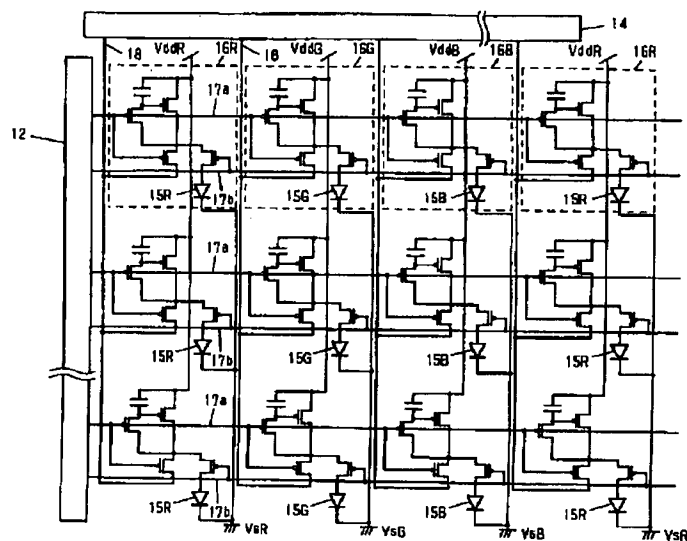 14
18 VddR 16R 18 VddG 16G VddB 16B VddR 16R
12
17a
15R 17b 15G 15B 15R
17a 17a
15R 17b 15G 15B 15R
17a
15R 17b 15G 15B 15R
VsR VsG VsB VsR